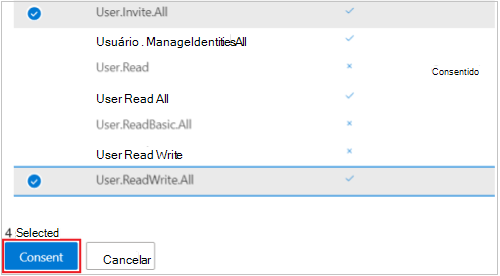 User.Invite.All
Usuário . ManageIdentitiesAll
User.Read
Consentido
User Read All
User.ReadBasic.All
User Read Write
User.ReadWrite.All
4 Selected
Consent Cancelar